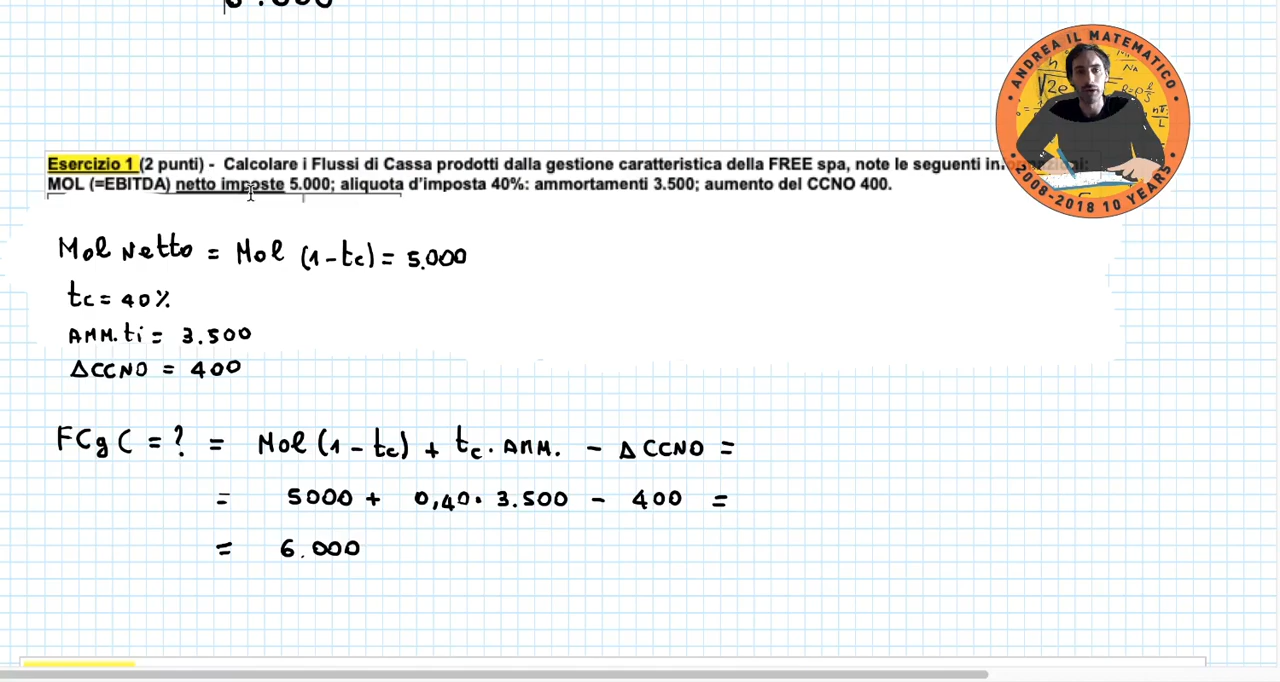 Esercizio 1 (2 punti) - Calcolare i Flussi di Cassa prodotti dalla gestione caratteristica della FREE spa, note le seguenti
MOL (=EBITDA) netto imposte 5.000; aliquota d'imposta 40%: ammortamenti 3.500; aumento del CCNO 400.
Mol Netto = Mol (1 - tc) = 5.000
tc = 40%
AMM.ti = 3.500
ΔCCNO = 400
FCgC = ? = Mol (1 - tc) + tc . AMM. - ΔCCNO =
= 5000 + 0,40 . 3.500 - 400 =
= 6.000
ANDREA IL MATEMATICO
2008-2018 10 YEARS